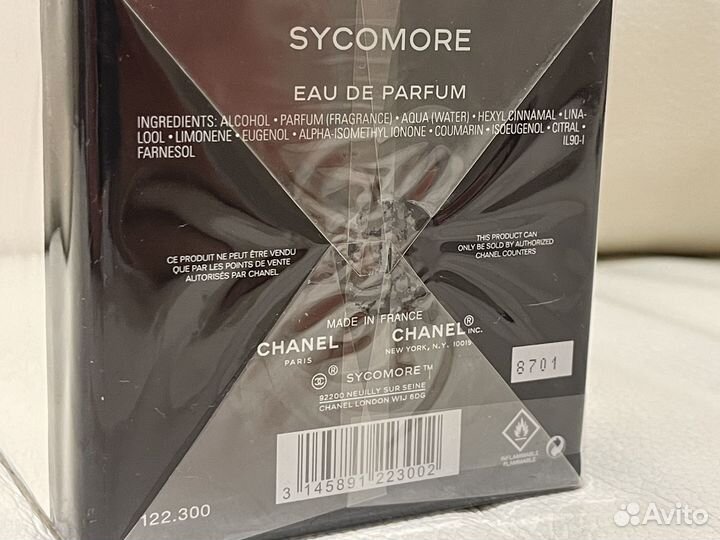 SYCOMORE
EAU DE PARFUM
INGREDIENTS: ALCOHOL • PARFUM (FRAGRANCE) • AQUA (WATER) • HEXYL CINNAMAL • LINA-
LOOL • LIMONENE • EUGENOL • ALPHA-ISOMETHYL IONONE • COUMARIN • ISOEUGENOL • CITRAL •
FARNESOL
IL90-I
CE PRODUIT NE PEUT ÊTRE VENDU
QUE PAR LES POINTS DE VENTE
AUTORISÉS PAR CHANEL
THIS PRODUCT CAN
ONLY BE SOLD BY AUTHORIZED
CHANEL COUNTERS
MADE IN FRANCE
CHANEL
PARIS
CHANEL® INC.
NEW YORK, N.Y. 10019
® SYCOMORE™
92200 NEUILLY SUR SEINE
CHANEL LONDON W1J 6DG
8701
INFLAMMABLE
FLAMMABLE
3 145891 223002
122.300
Avito